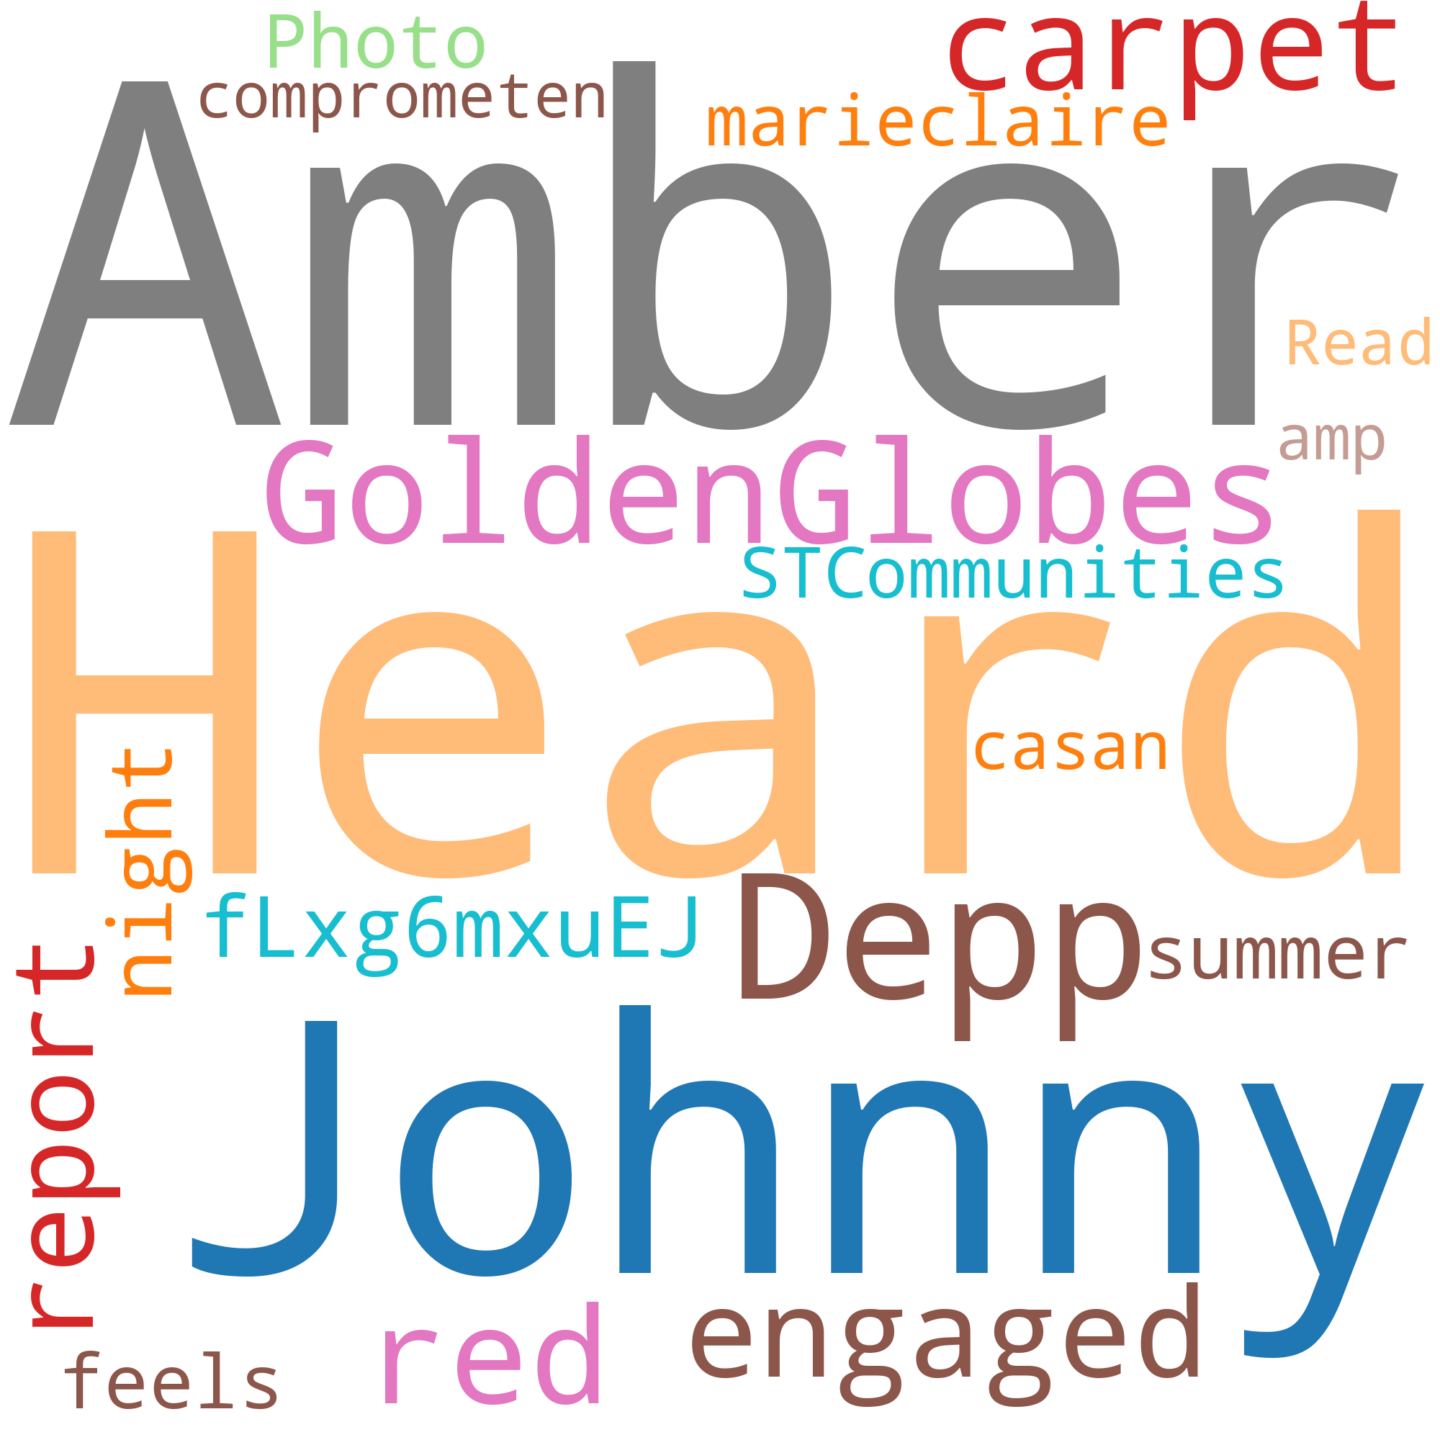 Photo
carpet
comprometen
marieclaire
Amber
Read
amp
GoldenGlobes
STCommunities
Heard
casan
night
fLxg6mxuEJ
Depp
summer
report
Johnny
red
engaged
feels